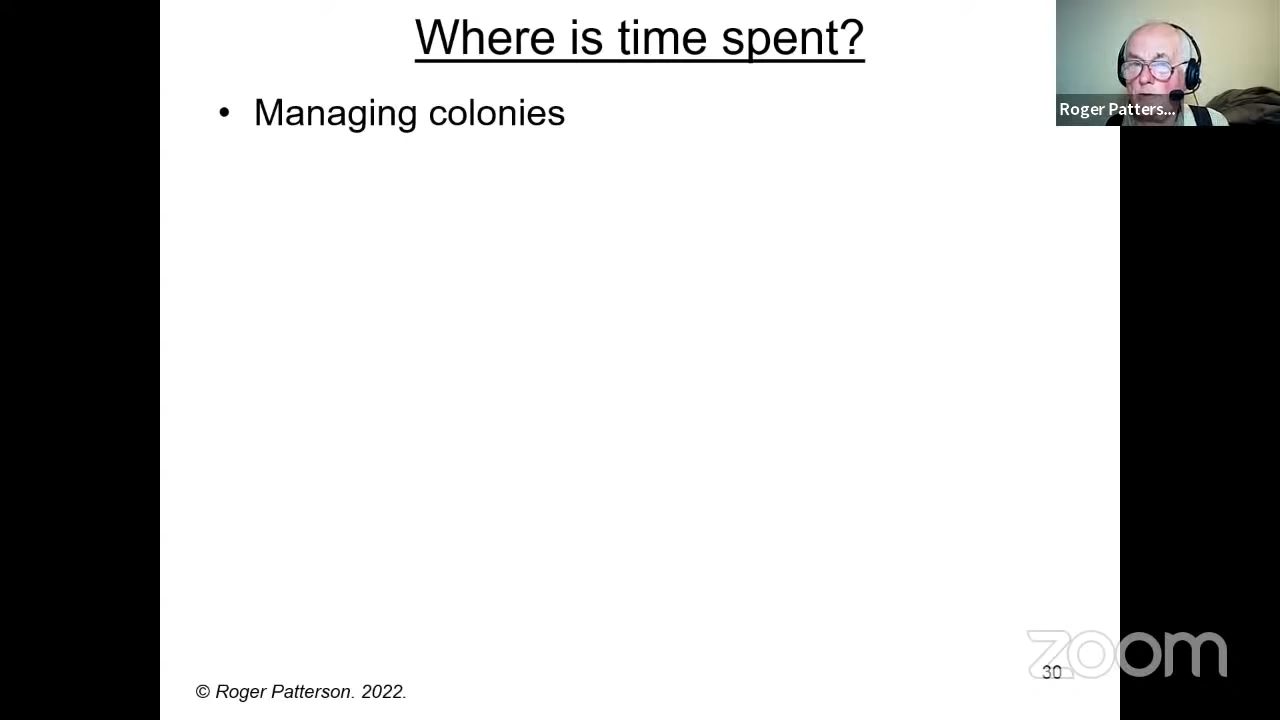 Where is time spent?
Roger Patters...
• Managing colonies
zoom
30
© Roger Patterson. 2022.